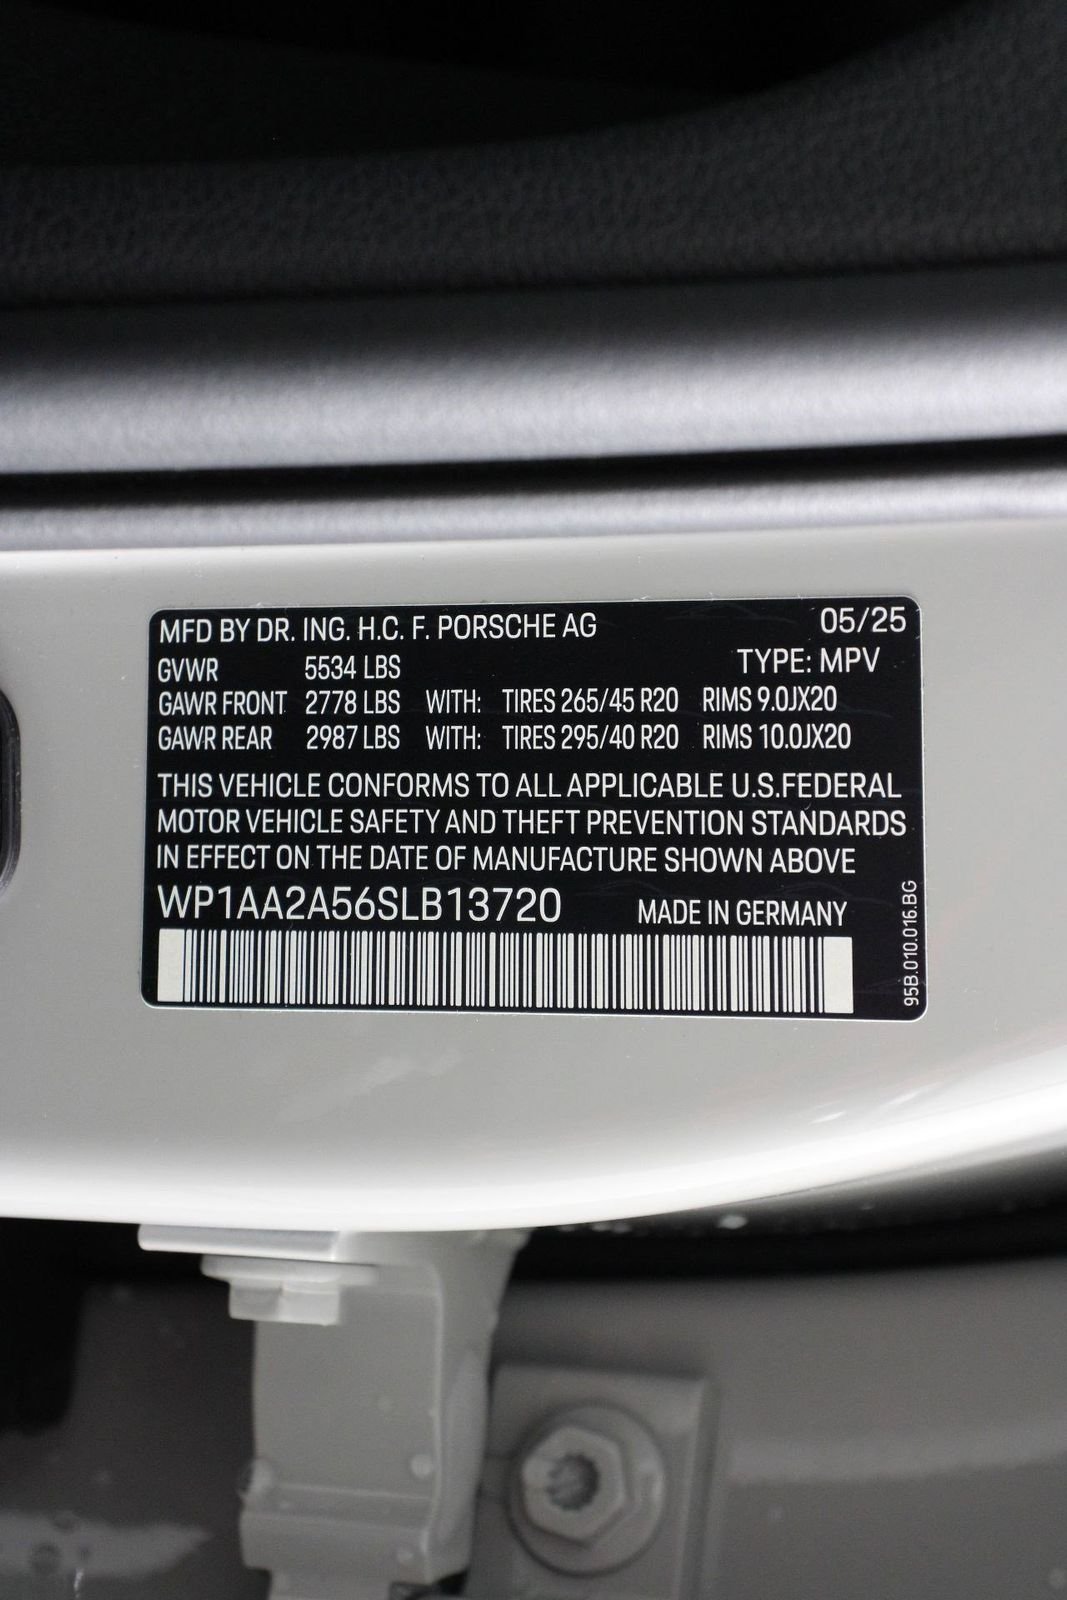 MFD BY DR. ING. H.C. F. PORSCHE AG 05/25
GVWR 5534 LBS TYPE: MPV
GAWR FRONT 2778 LBS WITH: TIRES 265/45 R20 RIMS 9.0JX20
GAWR REAR 2987 LBS WITH: TIRES 295/40 R20 RIMS 10.0JX20
THIS VEHICLE CONFORMS TO ALL APPLICABLE U.S.FEDERAL
MOTOR VEHICLE SAFETY AND THEFT PREVENTION STANDARDS
IN EFFECT ON THE DATE OF MANUFACTURE SHOWN ABOVE
WP1AA2A56SLB13720 MADE IN GERMANY
95B.010.016.BG